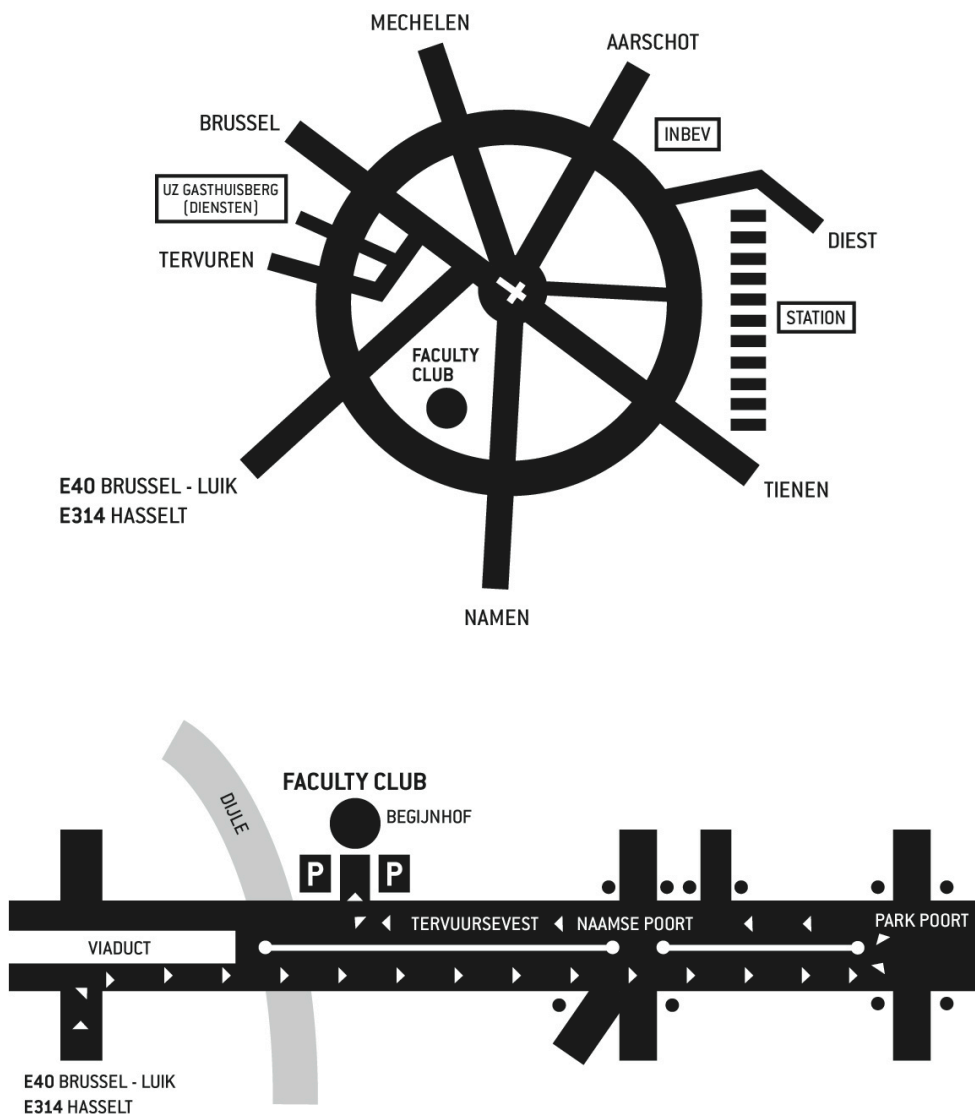 MECHELEN
AARSCHOT
BRUSSEL
INBEV
UZ GASTHUISBERG
(DIENSTEN)
TERVUREN
DIEST
STATION
FACULTY
CLUB
E40 BRUSSEL - LUIK
E314 HASSELT
TIENEN
NAMEN
DIJLE
FACULTY CLUB
BEGIJNHOF
P
P
TERVUURSEVEST
NAAMSE POORT
PARK POORT
VIADUCT
E40 BRUSSEL - LUIK
E314 HASSELT